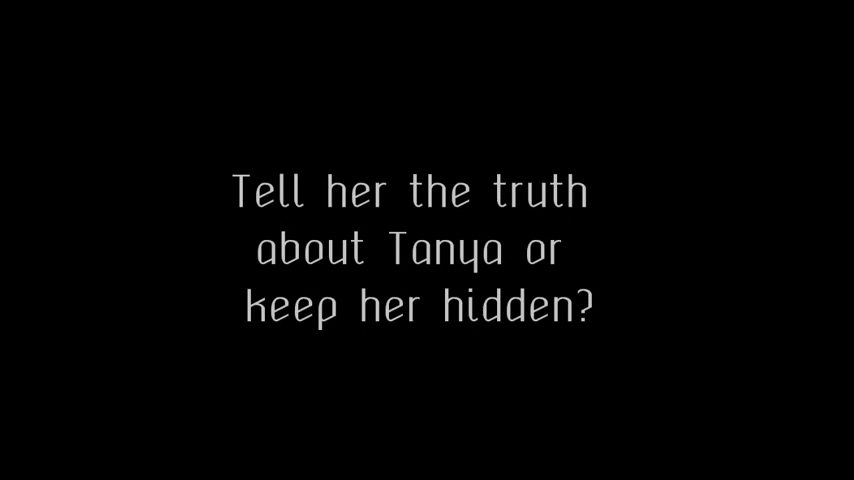 Tell her the truth
about Tanya or
keep her hidden?